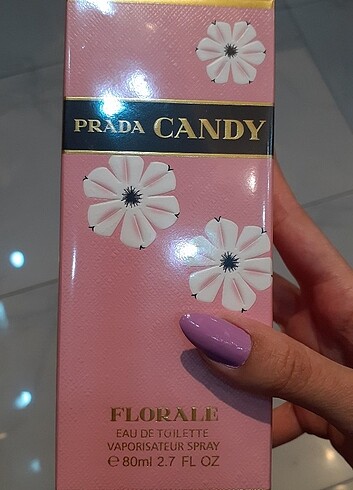 PRADA CANDY
FLORALE
EAU DE TOILETTE
VAPORISATEUR SPRAY
℮ 80ml 2.7 FL OZ